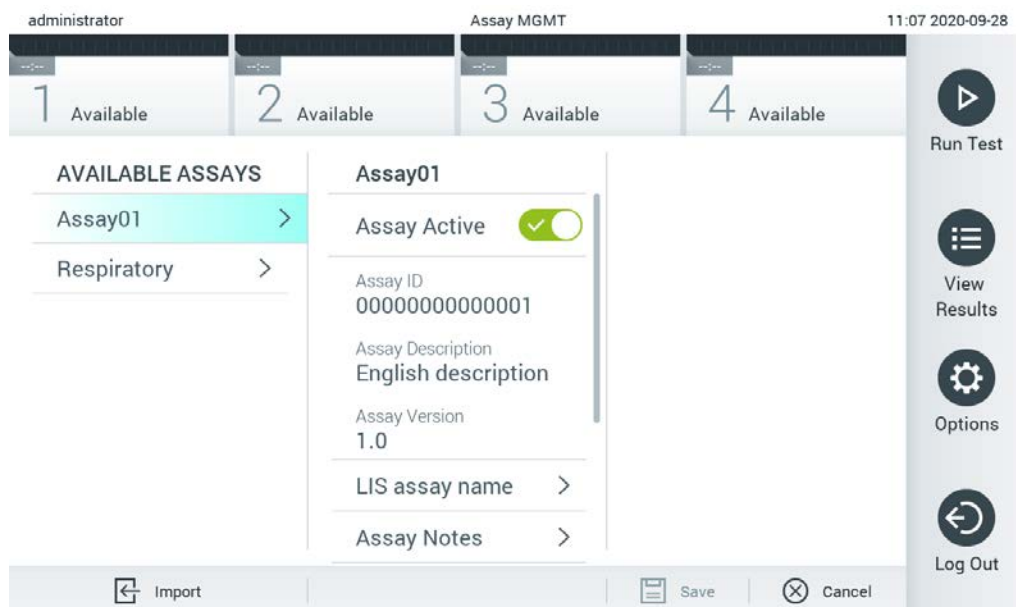 administrator
Assay MGMT
11:07 2020-09-28
--:--
--:--
--:--
--:--
1 Available
2 Available
3 Available
4 Available
Run Test
View
Results
Options
Log Out
AVAILABLE ASSAYS
Assay01
Respiratory
Assay01
Assay Active
Assay ID
00000000000001
Assay Description
English description
Assay Version
1.0
LIS assay name
Assay Notes
Import
Save
Cancel